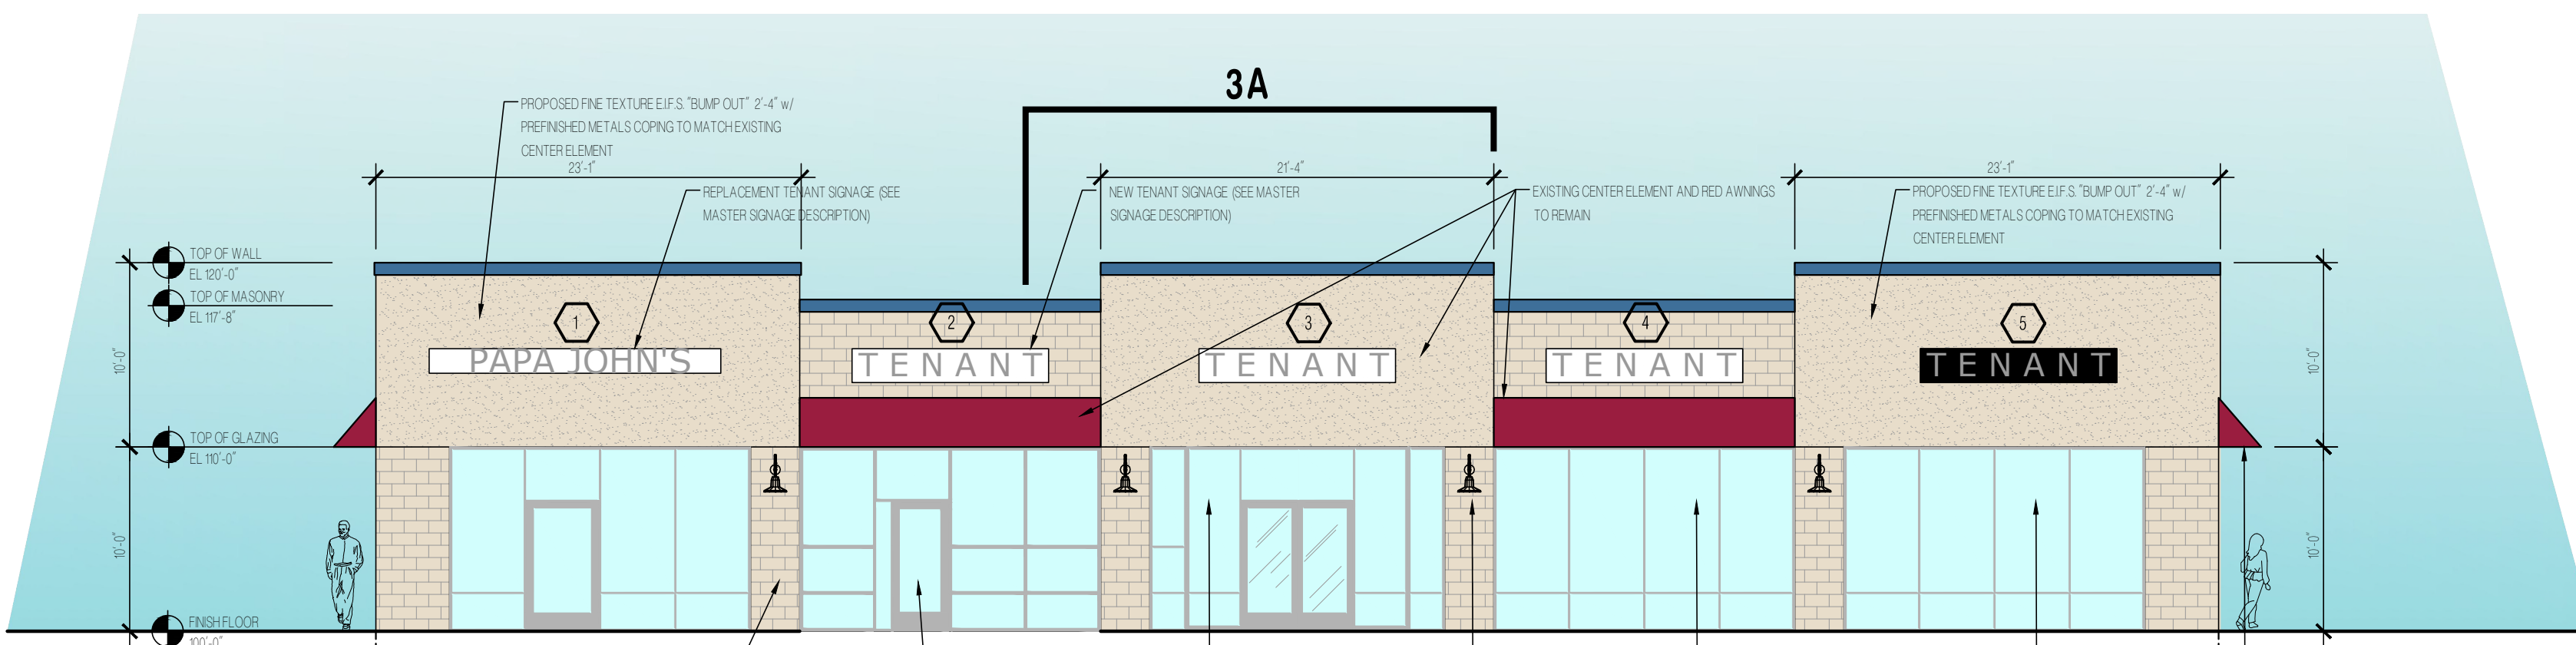 3A
PROPOSED FINE TEXTURE E.I.F.S. "BUMP OUT" 2'-4" w/
PREFINISHED METALS COPING TO MATCH EXISTING
CENTER ELEMENT
23'-1"
21'-4"
23'-1"
REPLACEMENT TENANT SIGNAGE (SEE
MASTER SIGNAGE DESCRIPTION)
NEW TENANT SIGNAGE (SEE MASTER
SIGNAGE DESCRIPTION)
EXISTING CENTER ELEMENT AND RED AWNINGS
TO REMAIN
PROPOSED FINE TEXTURE E.I.F.S. "BUMP OUT" 2'-4" w/
PREFINISHED METALS COPING TO MATCH EXISTING
CENTER ELEMENT
TOP OF WALL
EL 120'-0"
TOP OF MASONRY
EL 117'-8"
1
2
3
4
5
PAPA JOHN'S
TENANT
TENANT
TENANT
TENANT
10'-0"
10'-0"
TOP OF GLAZING
EL 110'-0"
10'-0"
10'-0"
FINISH FLOOR
100'-0"